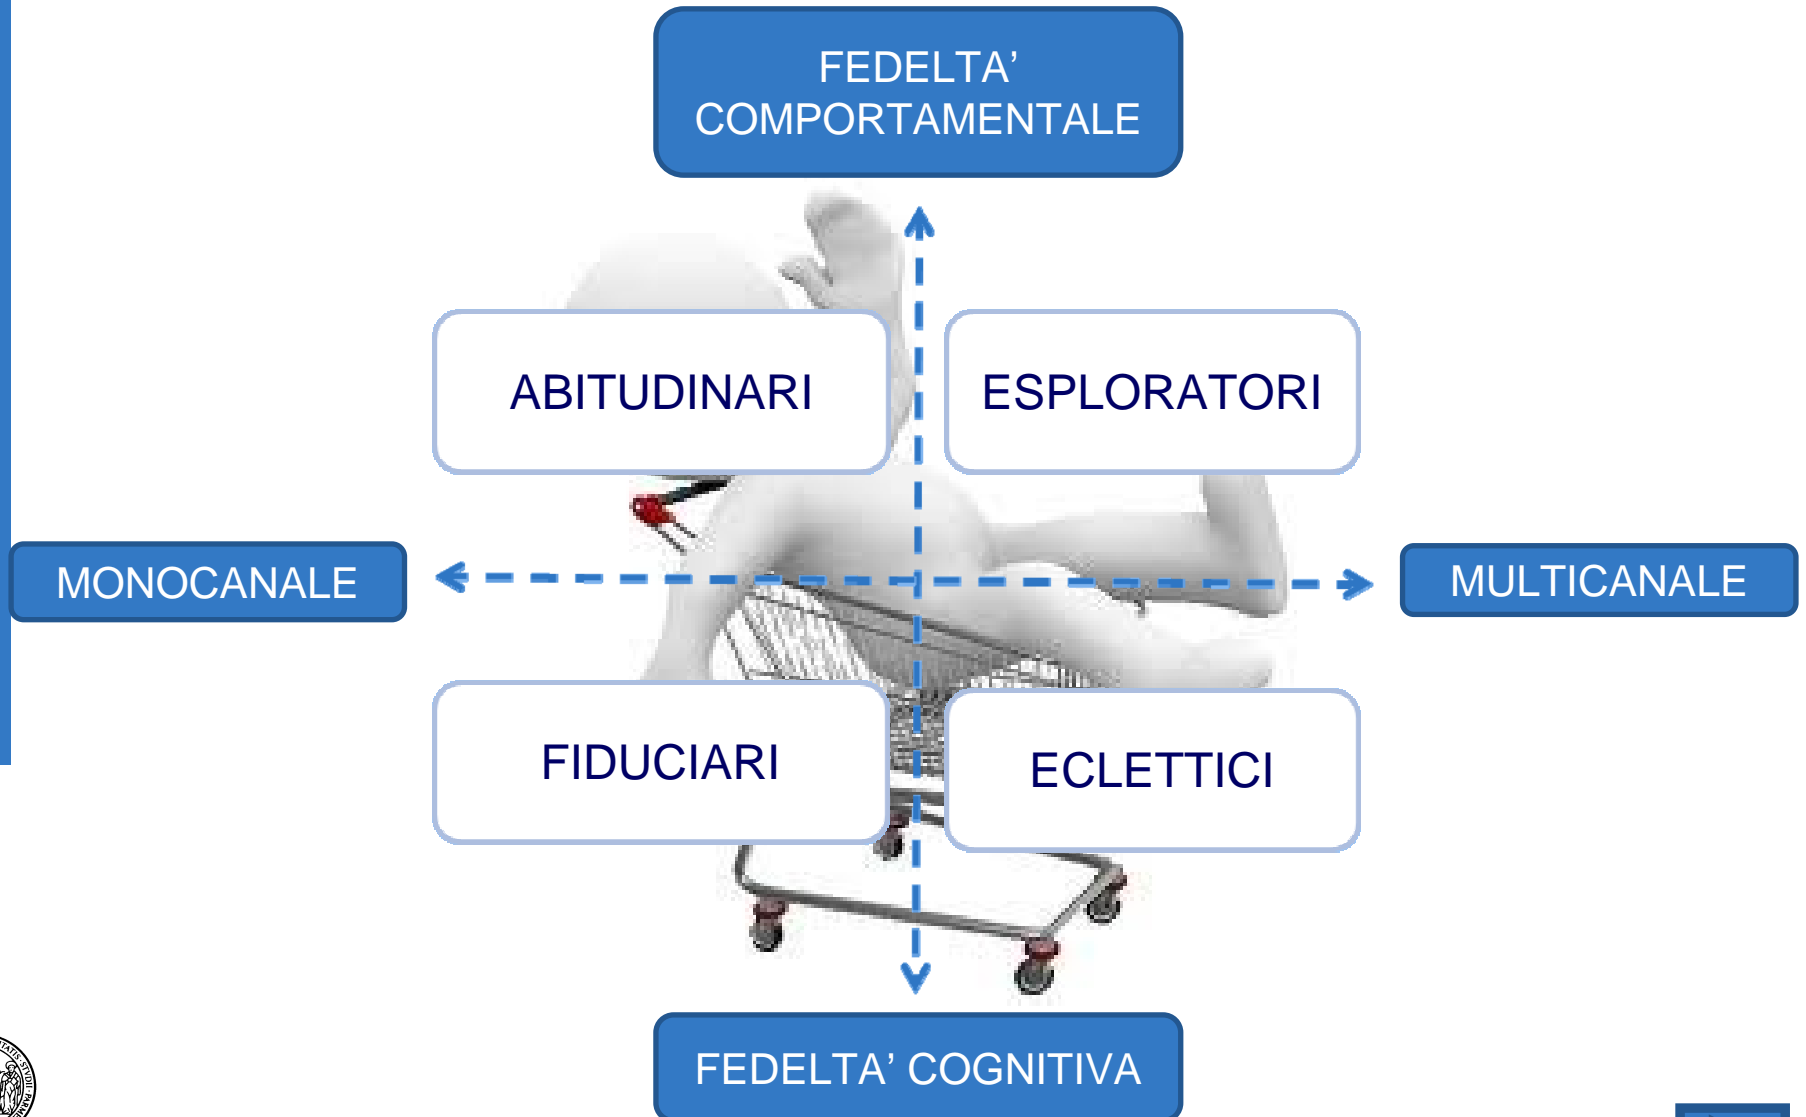 FEDELTA’
COMPORTAMENTALE
ABITUDINARI
ESPLORATORI
MONOCANALE
MULTICANALE
FIDUCIARI
ECLETTICI
FEDELTA’ COGNITIVA